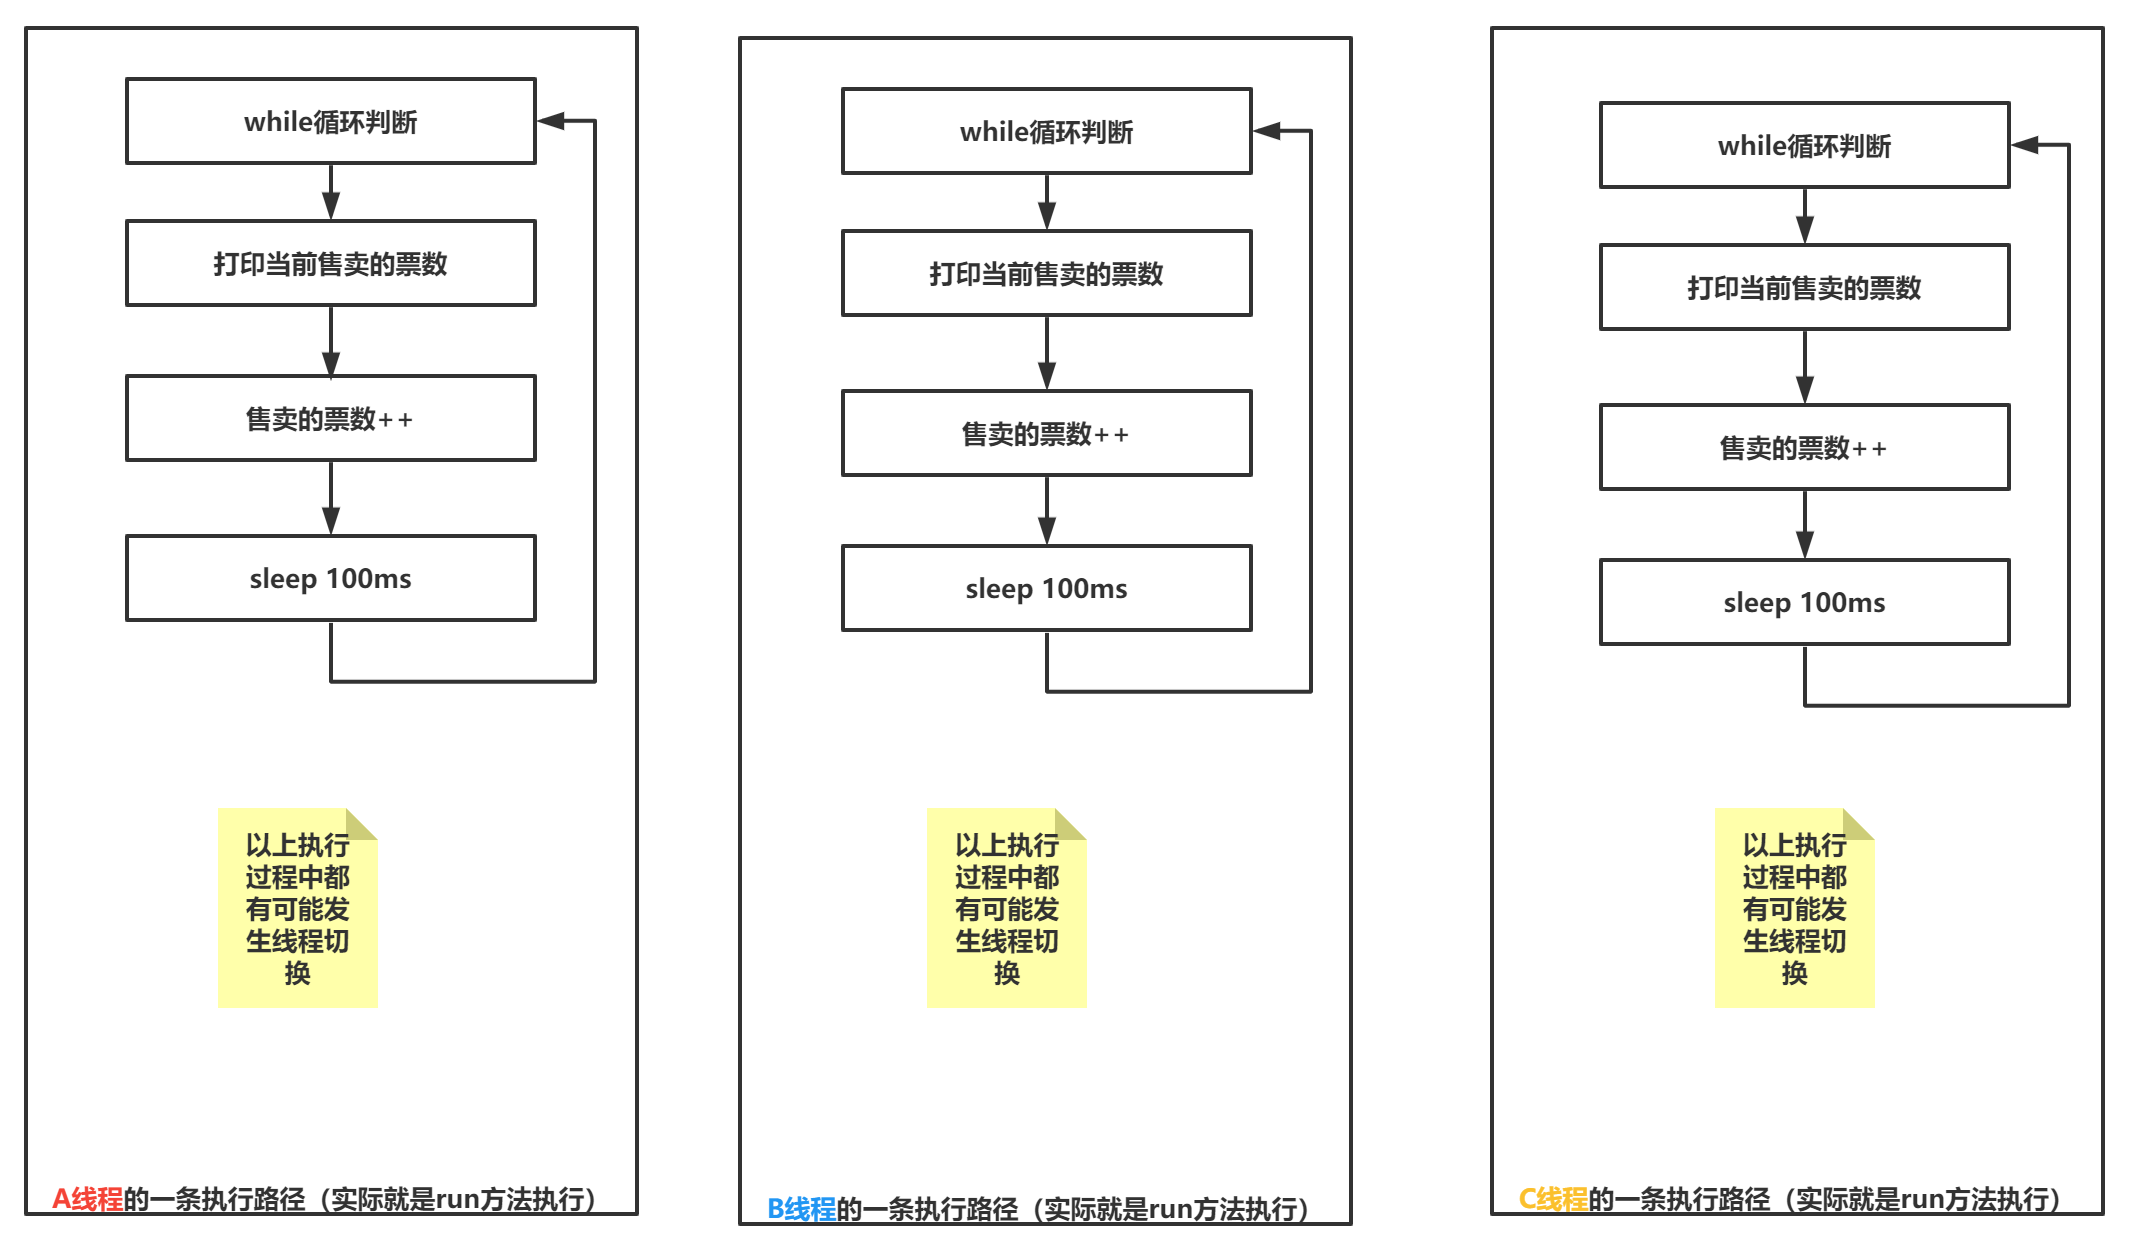 while循环判断
打印当前售卖的票数
售卖的票数++
sleep 100ms
以上执行
过程中都
有可能发
生线程切
换
A线程的一条执行路径（实际就是run方法执行）
while循环判断
打印当前售卖的票数
售卖的票数++
sleep 100ms
以上执行
过程中都
有可能发
生线程切
换
B线程的一条执行路径（实际就是run方法执行）
while循环判断
打印当前售卖的票数
售卖的票数++
sleep 100ms
以上执行
过程中都
有可能发
生线程切
换
C线程的一条执行路径（实际就是run方法执行）